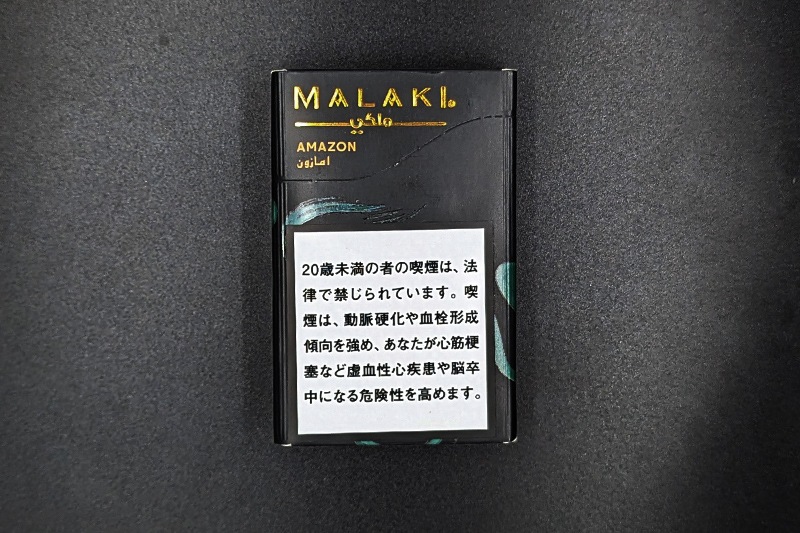 MALAKI®
ملكي
AMAZON
امازون
20歳未満の者の喫煙は、法
律で禁じられています。喫
煙は、動脈硬化や血栓形成
傾向を強め、あなたが心筋梗
塞など虚血性心疾患や脳卒
中になる危険性を高めます。